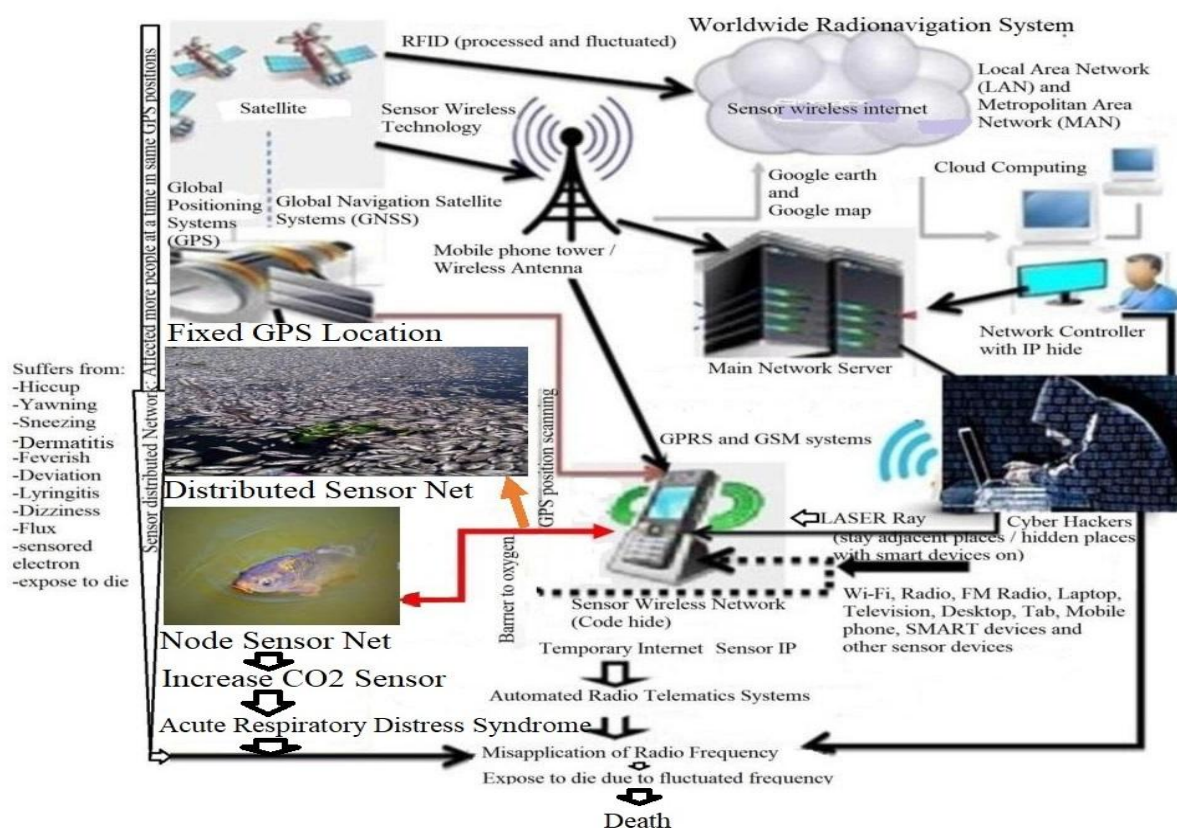 Worldwide Radionavigation System
RFID (processed and fluctuated)
Satellite
Sensor Wireless
Technology
Sensor wireless internet
Local Area Network
(LAN) and
Metropolitan Area
Network (MAN)
Cloud Computing
Google earth
and
Google map
Global
Positioning
Systems
(GPS)
Global Navigation Satellite
Systems (GNSS)
Mobile phone tower /
Wireless Antenna
Fixed GPS Location
Main Network Server
Network Controller
with IP hide
Sensor distributed Network: Affected more people at a time in same GPS positions
Suffers from:
-Hiccup
-Yawning
-Sneezing
-Dermatitis
-Feverish
-Deviation
-Lyringitis
-Dizziness
-Flux
-sensored
electron
-expose to die
GPS position scanning
GPRS and GSM systems
Distributed Sensor Net
LASER Ray
(stay adjacent places / hidden places
with smart devices on)
Cyber Hackers
Barrier to oxygen
Wi-Fi, Radio, FM Radio, Laptop,
Television, Desktop, Tab, Mobile
phone, SMART devices and
other sensor devices
Sensor Wireless Network
(Code hide)
Node Sensor Net
Temporary Internet Sensor IP
Increase CO2 Sensor
Automated Radio Telematics Systems
Acute Respiratory Distress Syndrome
Misapplication of Radio Frequency
Expose to die due to fluctuated frequency
Death